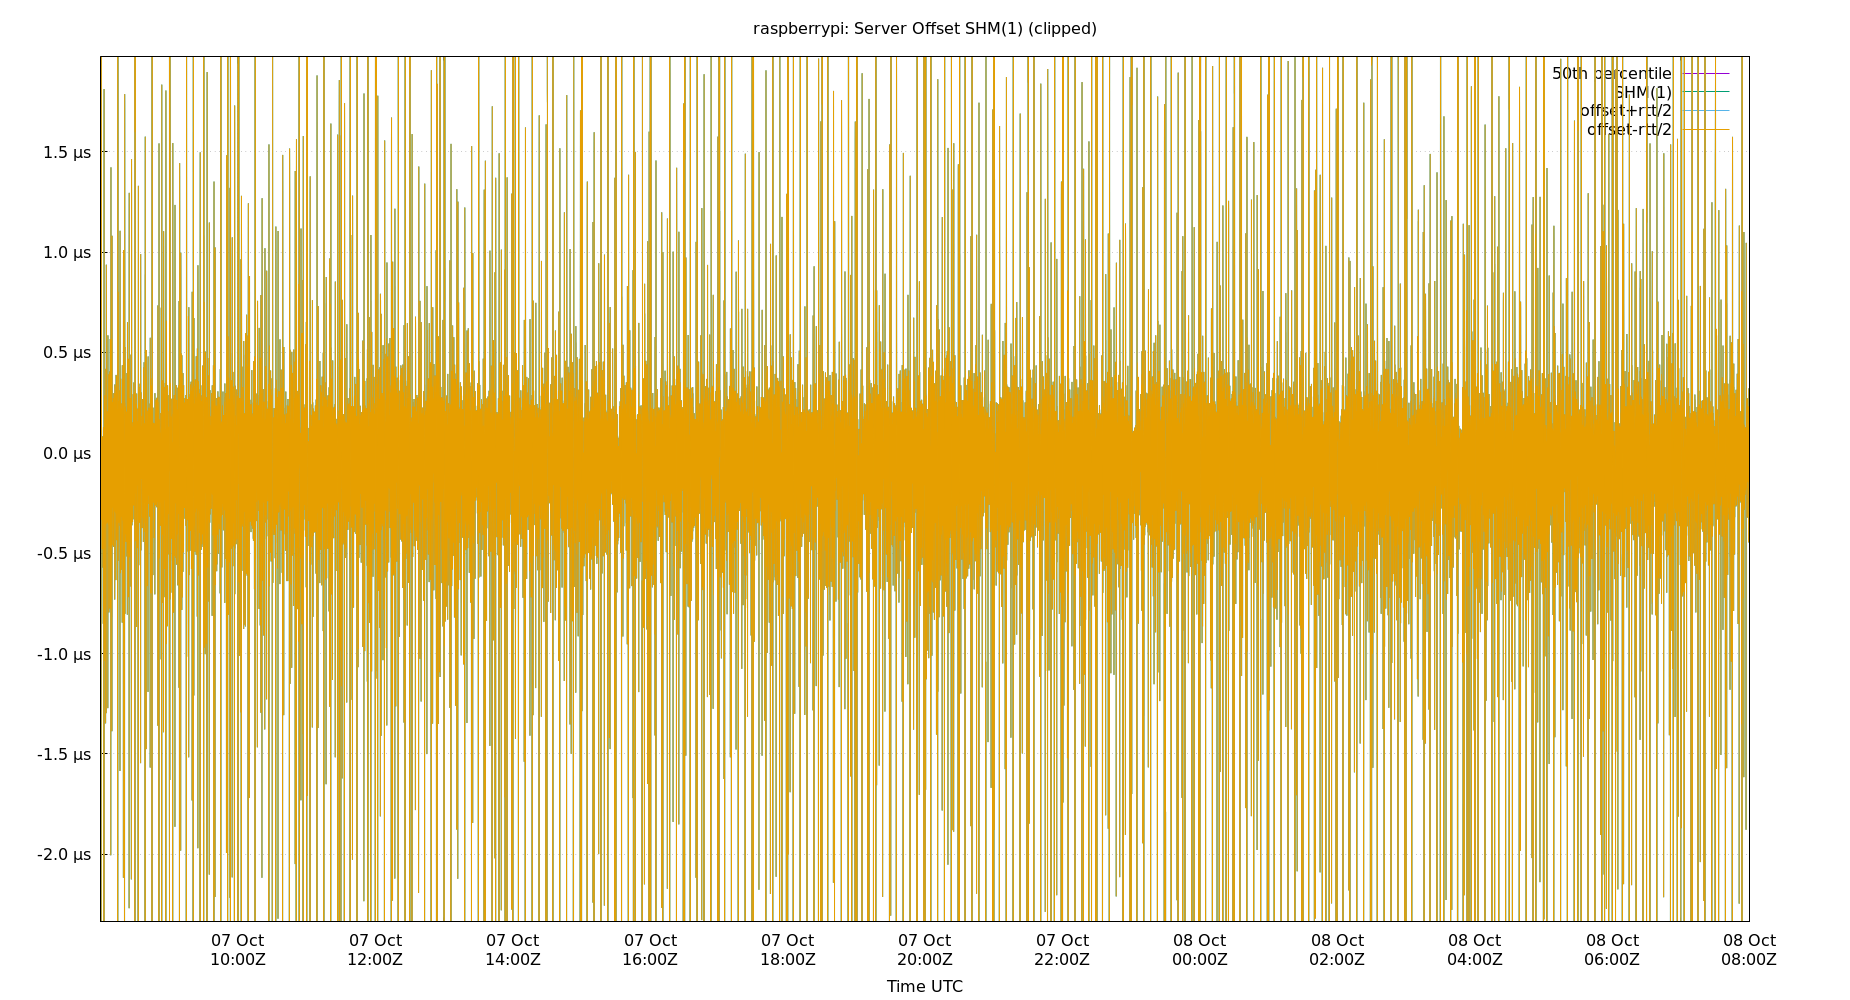 raspberrypi: Server Offset SHM(1) (clipped)
50th percentile
SHM(1)
offset+rtt/2
offset-rtt/2
1.5 µs
1.0 µs
0.5 µs
0.0 µs
-0.5 µs
-1.0 µs
-1.5 µs
-2.0 µs
07 Oct 07 Oct 07 Oct 07 Oct 07 Oct 07 Oct 07 Oct 08 Oct 08 Oct 08 Oct 08 Oct 08 Oct
10:00Z 12:00Z 14:00Z 16:00Z 18:00Z 20:00Z 22:00Z 00:00Z 02:00Z 04:00Z 06:00Z 08:00Z
Time UTC